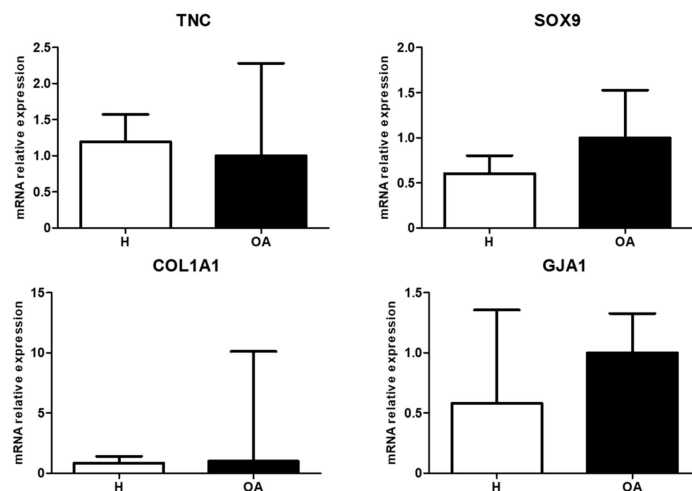 TNC
mRNA relative expression
2.5
2.0
1.5
1.0
0.5
0
H
OA
SOX9
mRNA relative expression
2.0
1.5
1.0
0.5
0
H
OA
COL1A1
mRNA relative expression
15
10
5
0
H
OA
GJA1
mRNA relative expression
1.5
1.0
0.5
0
H
OA